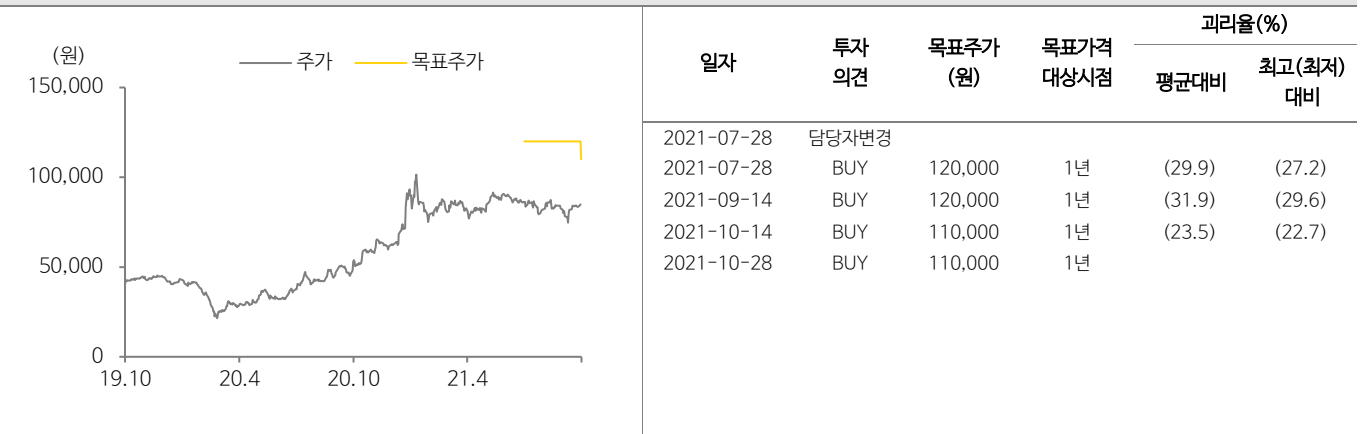 (원)
주가 목표주가
150,000
100,000
50,000
0
19.10 20.4 20.10 21.4
일자 투자 의견 목표주가 (원) 목표가격 대상시점 괴리율(%)
평균대비 최고(최저) 대비
2021-07-28 담당자변경
2021-07-28 BUY 120,000 1년 (29.9) (27.2)
2021-09-14 BUY 120,000 1년 (31.9) (29.6)
2021-10-14 BUY 110,000 1년 (23.5) (22.7)
2021-10-28 BUY 110,000 1년